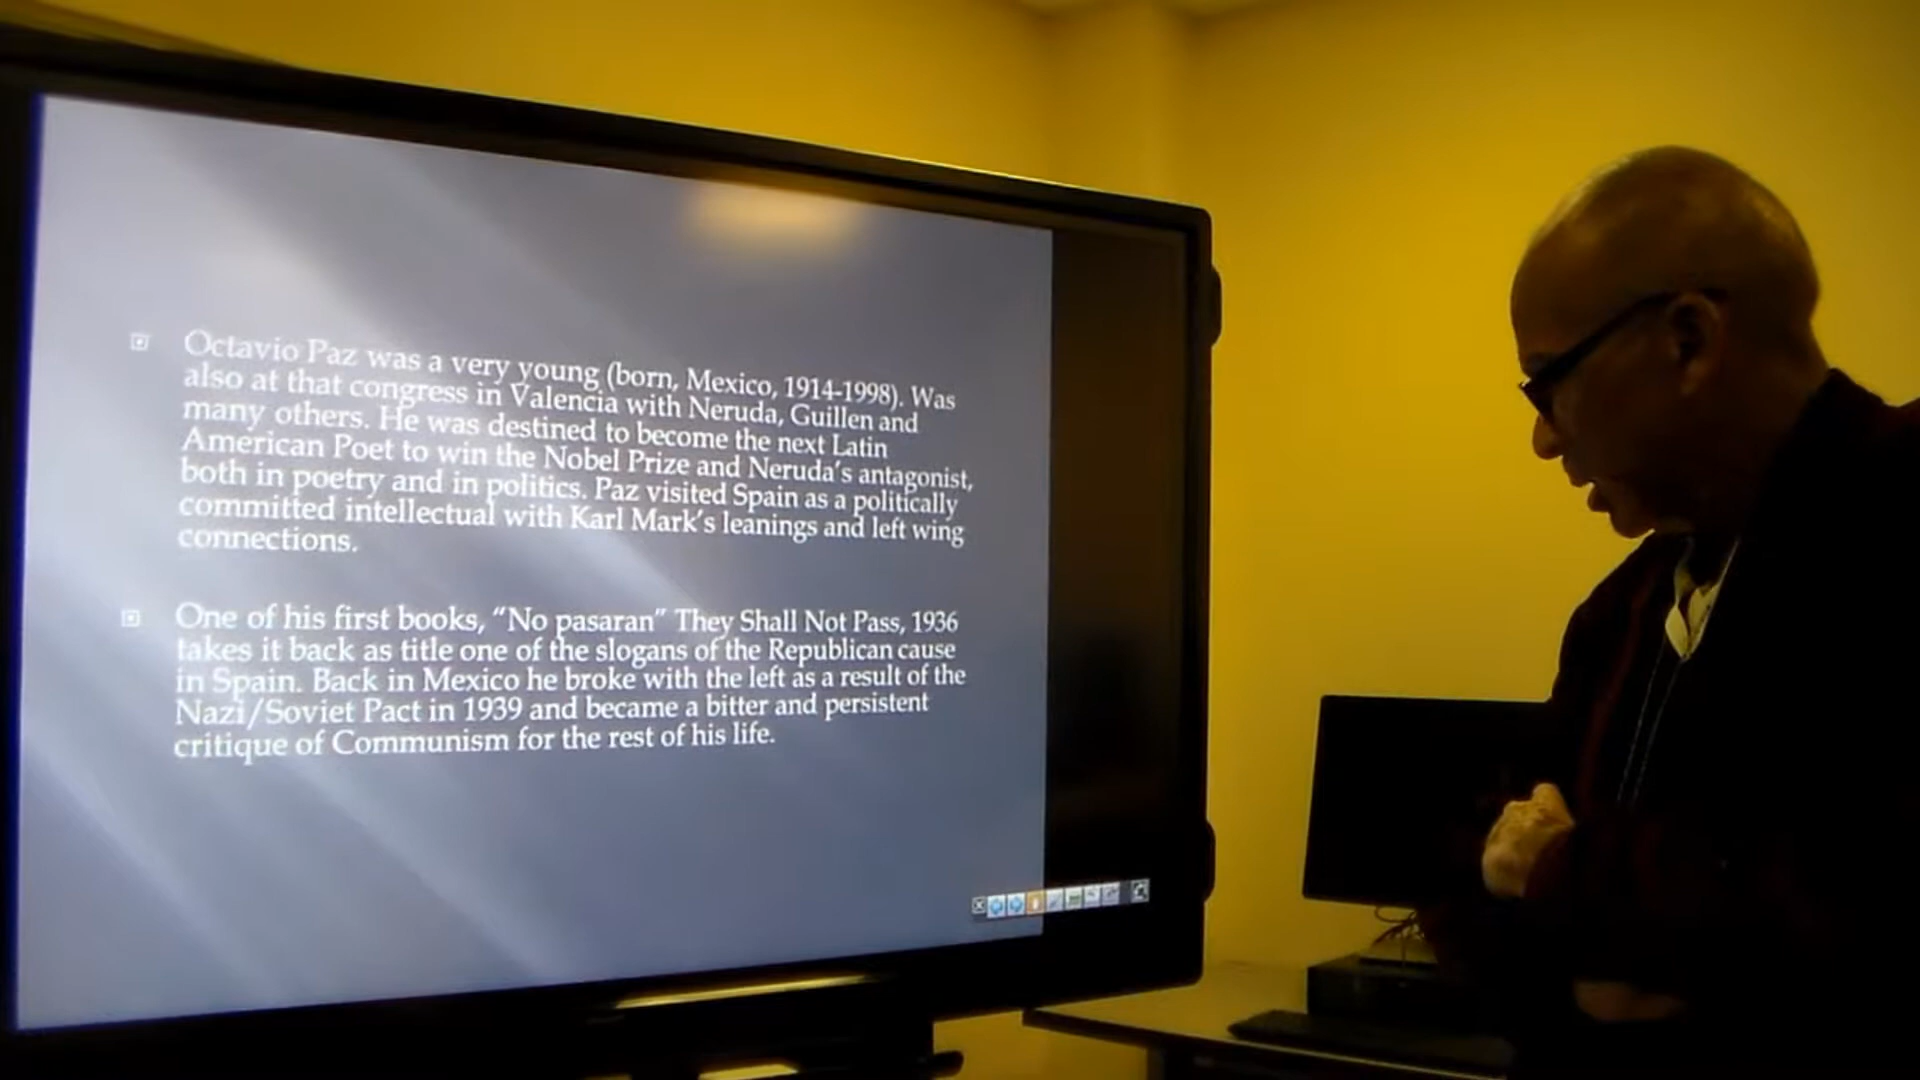 Octavio Paz was a very young (born, Mexico, 1914-1998). Was
also at that congress in Valencia with Neruda, Guillen and
many others. He was destined to become the next Latin
American Poet to win the Nobel Prize and Neruda's antagonist,
both in poetry and in politics. Paz visited Spain as a politically
committed intellectual with Karl Mark's leanings and left wing
connections.
One of his first books, "No pasaran" They Shall Not Pass, 1936
takes it back as title one of the slogans of the Republican cause
in Spain. Back in Mexico he broke with the left as a result of the
Nazi/Soviet Pact in 1939 and became a bitter and persistent
critique of Communism for the rest of his life.